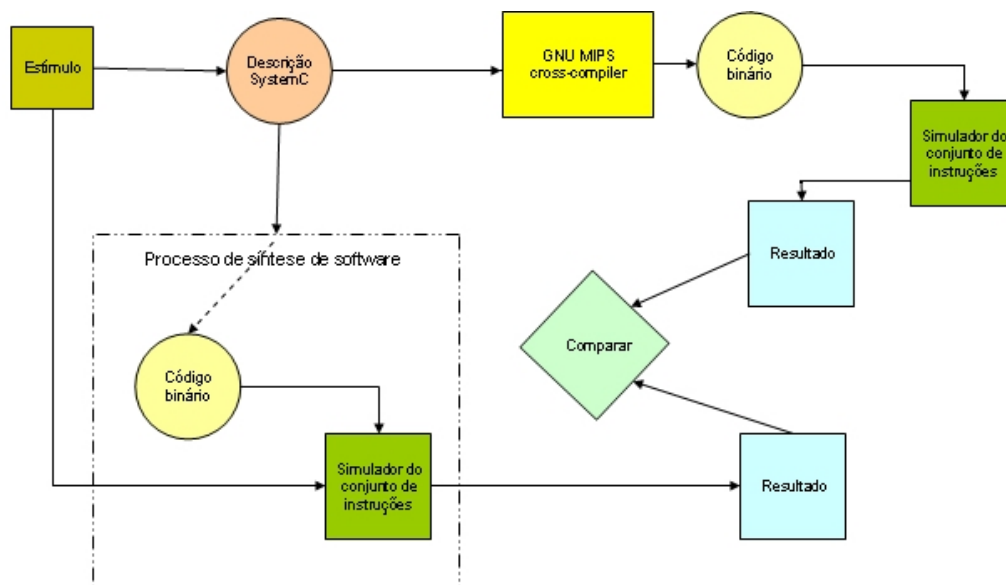 Estímulo
Descrição
SystemC
GNU MIPS
cross-compiler
Código
binário
Simulador do
conjunto de
instruções
Resultado
Processo de síntese de software
Comparar
Código
binário
Simulador do
conjunto de
instruções
Resultado